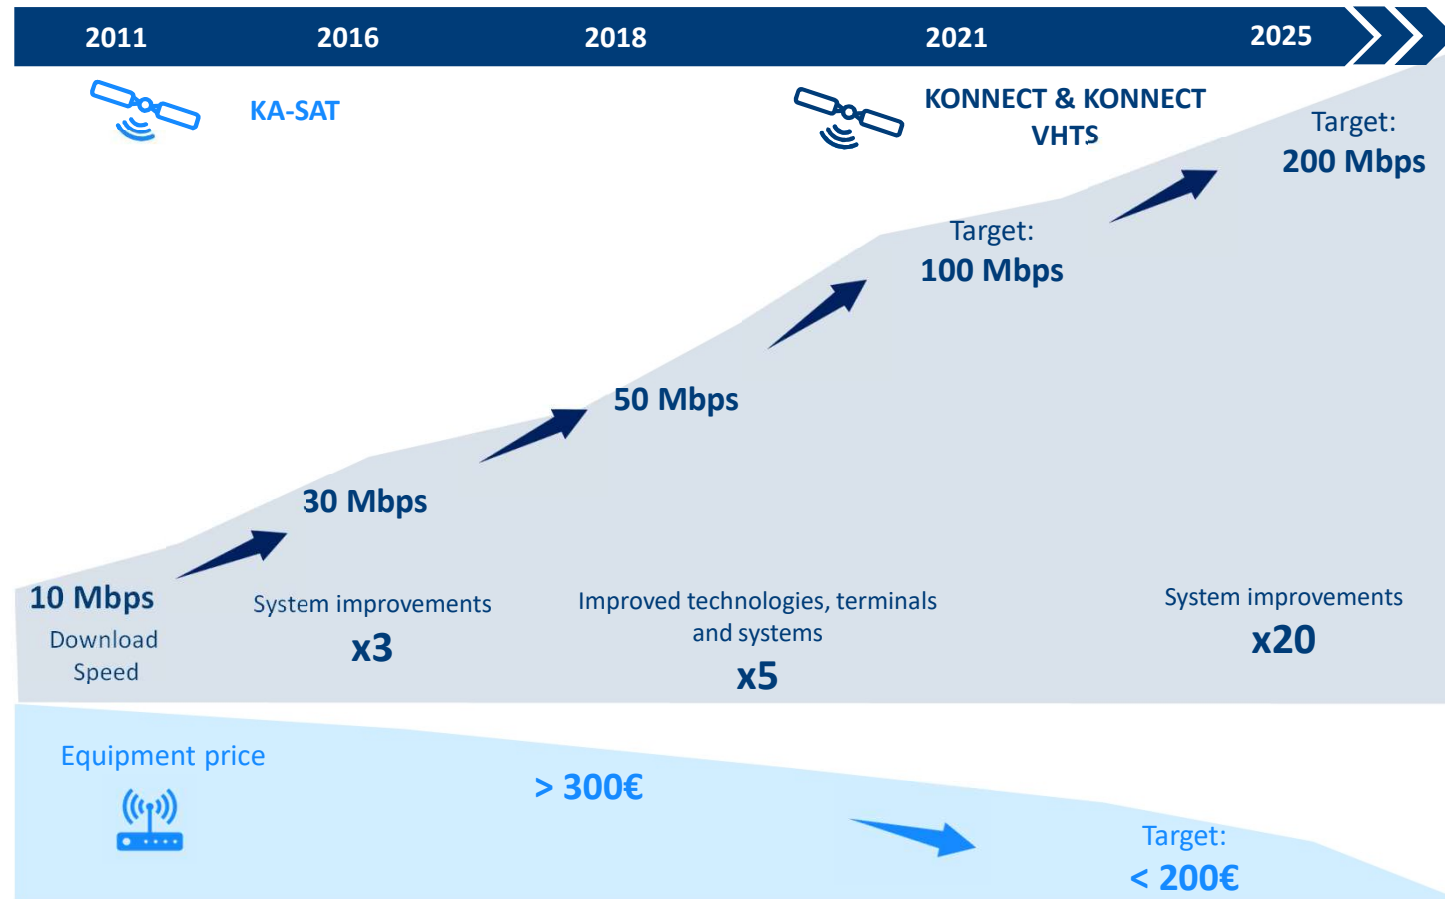 2011 2016 2018 2021 2025
KA-SAT
KONNECT & KONNECT
VHTS
Target:
200 Mbps
Target:
100 Mbps
50 Mbps
30 Mbps
10 Mbps
Download
Speed
System improvements
x3
Improved technologies, terminals
and systems
x5
System improvements
x20
Equipment price
> 300€
Target:
< 200€